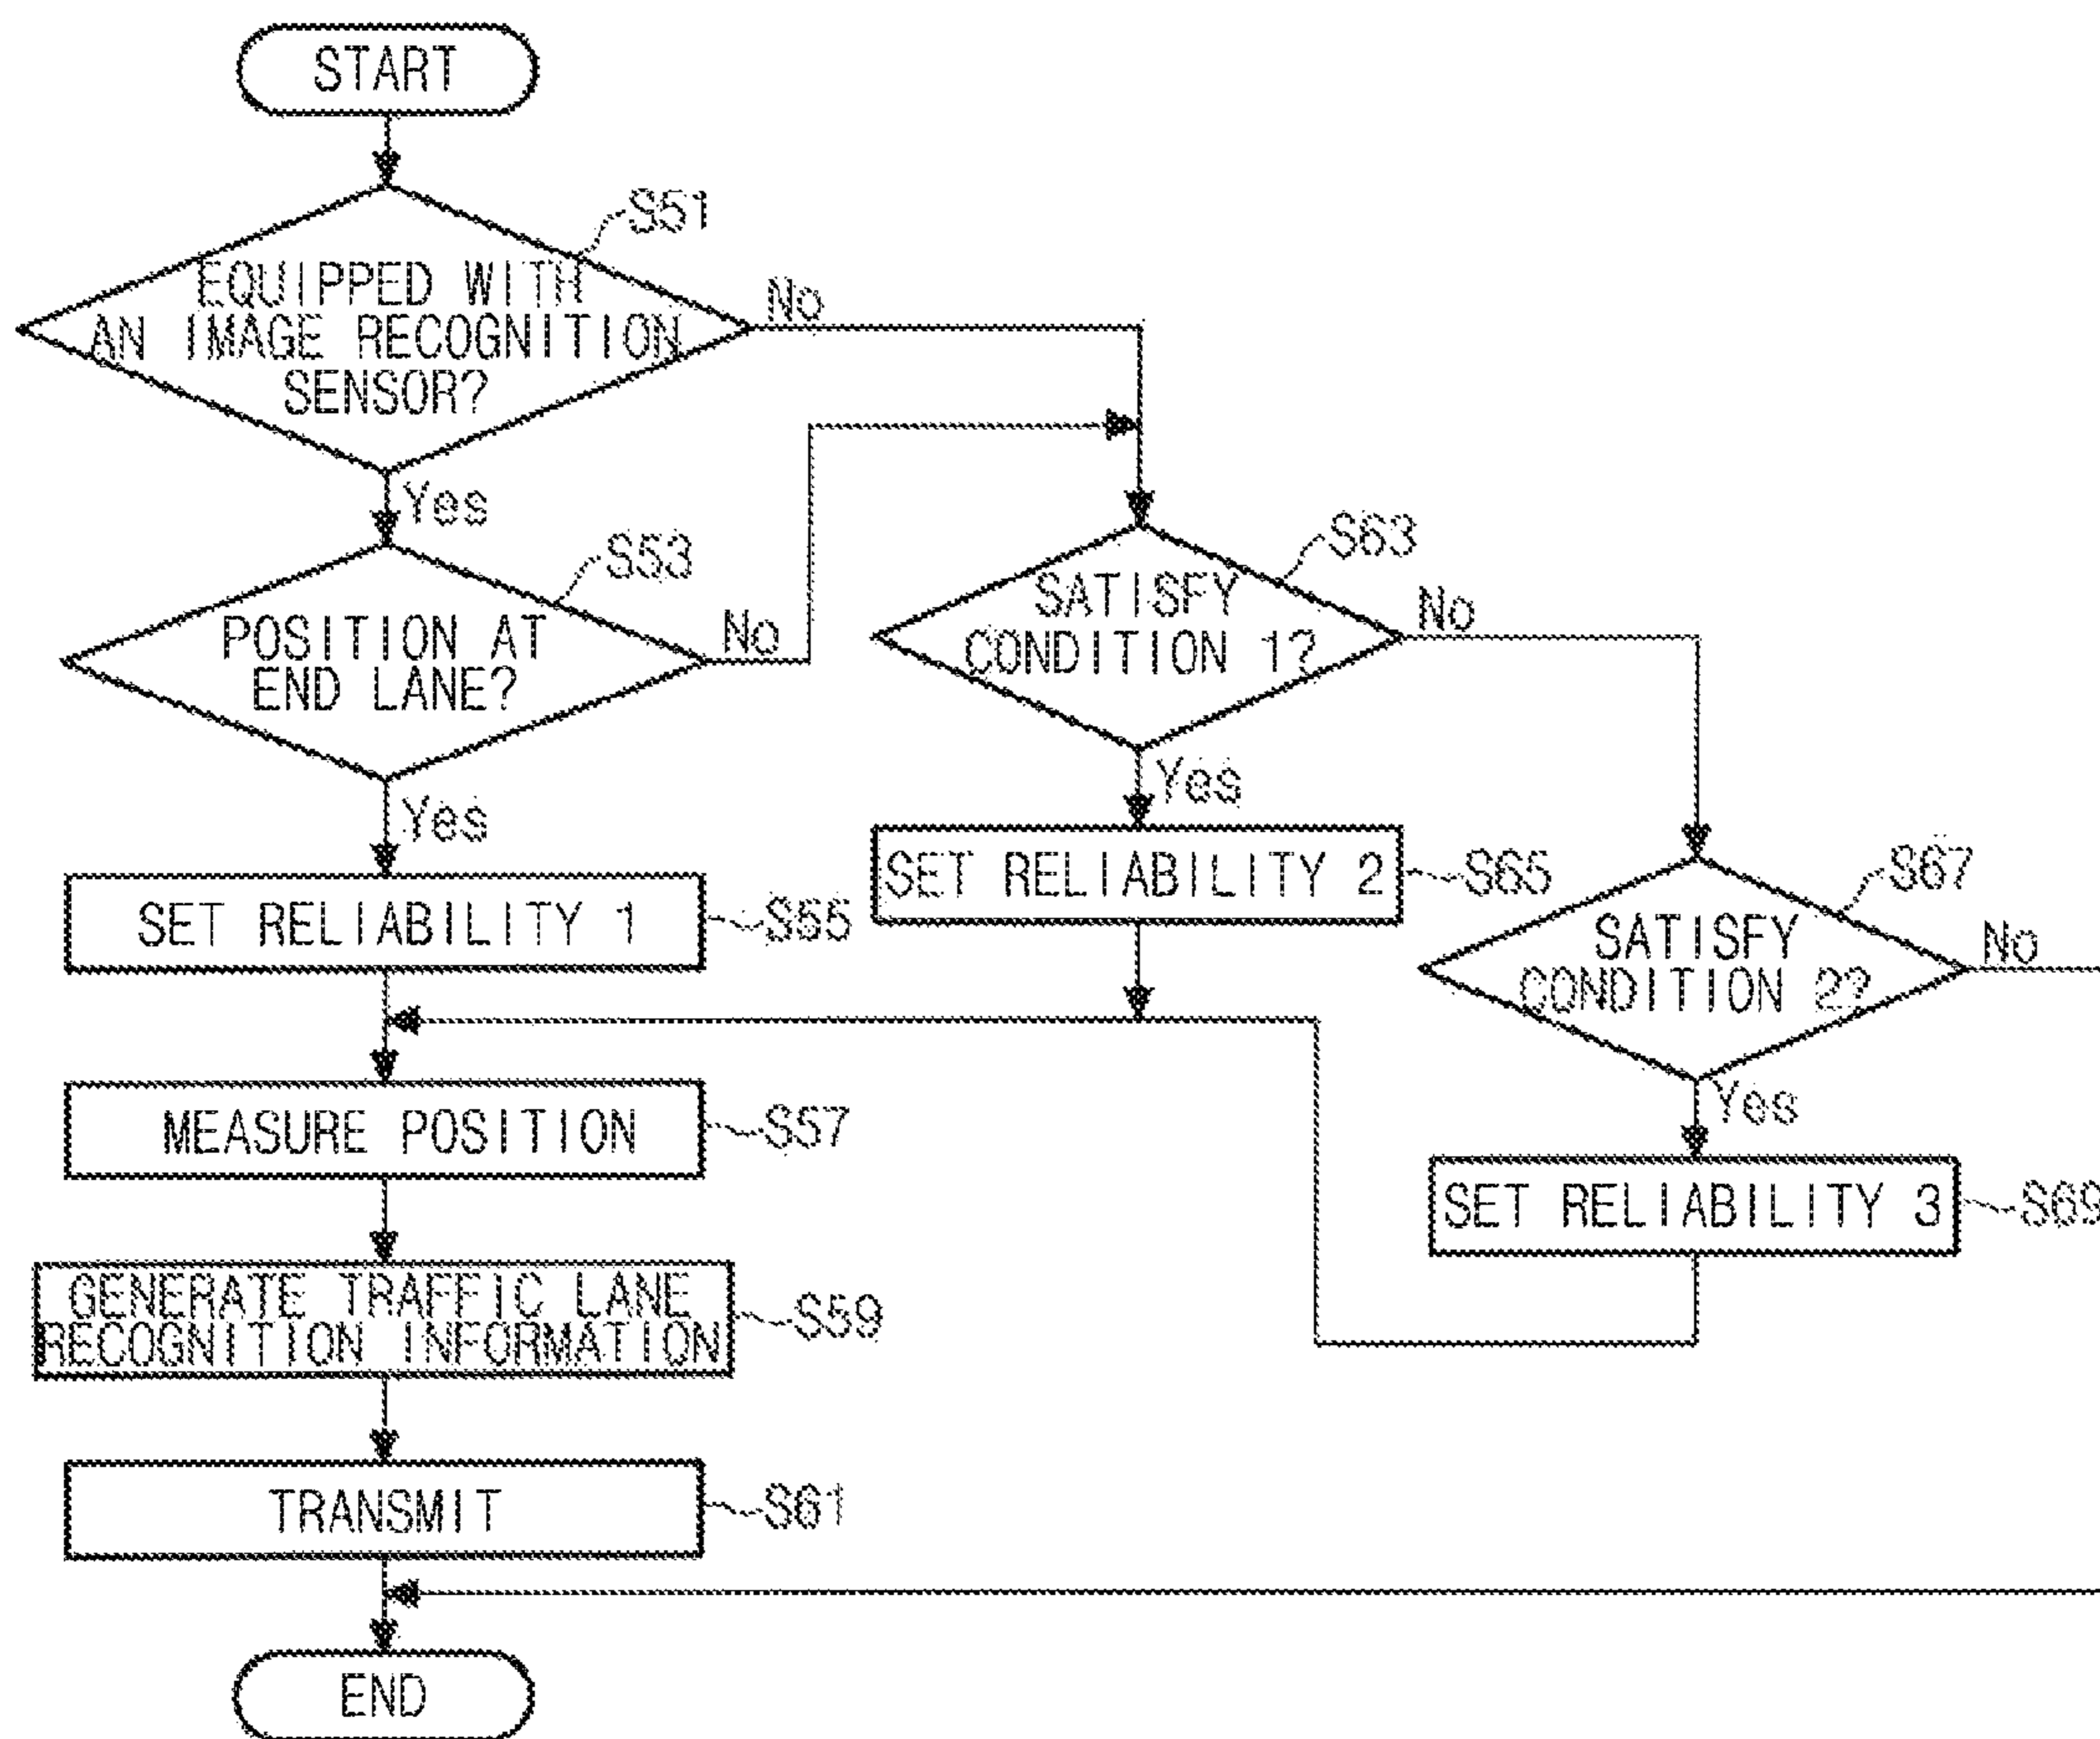 START
S51
EQUIPPED WITH
AN IMAGE RECOGNITION
SENSOR?
No
Yes
S53
POSITION AT
END LANE?
No
Yes
SET RELIABILITY 1
S55
MEASURE POSITION
S57
GENERATE TRAFFIC LANE
RECOGNITION INFORMATION
S59
TRANSMIT
S61
END
S63
SATISFY
CONDITION 1?
No
Yes
SET RELIABILITY 2
S65
S67
SATISFY
CONDITION 2?
No
Yes
SET RELIABILITY 3
S69